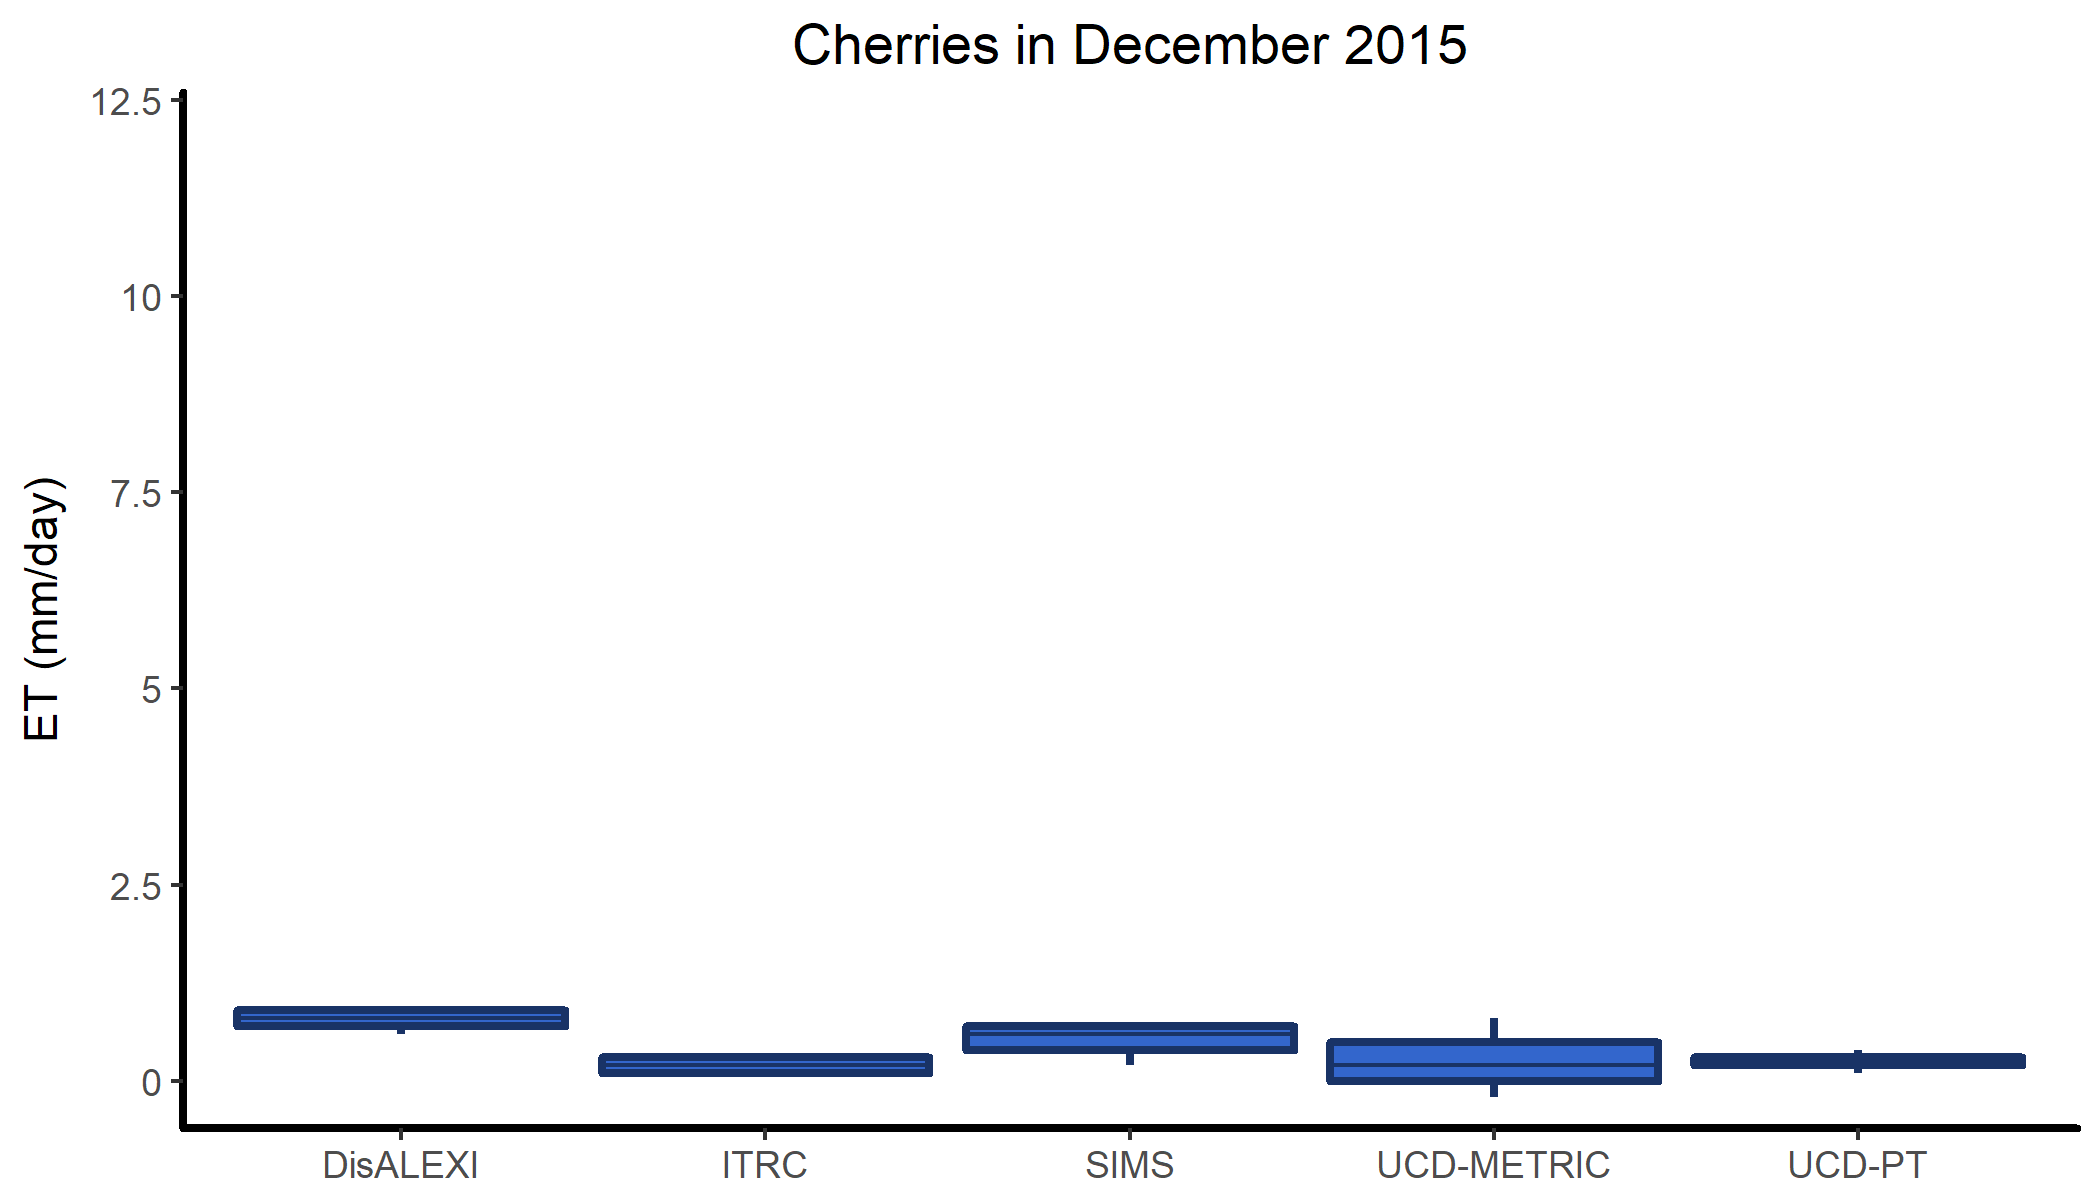 Cherries in December 2015
ET (mm/day)
12.5
10
7.5
5
2.5
0
DisALEXI
ITRC
SIMS
UCD-METRIC
UCD-PT